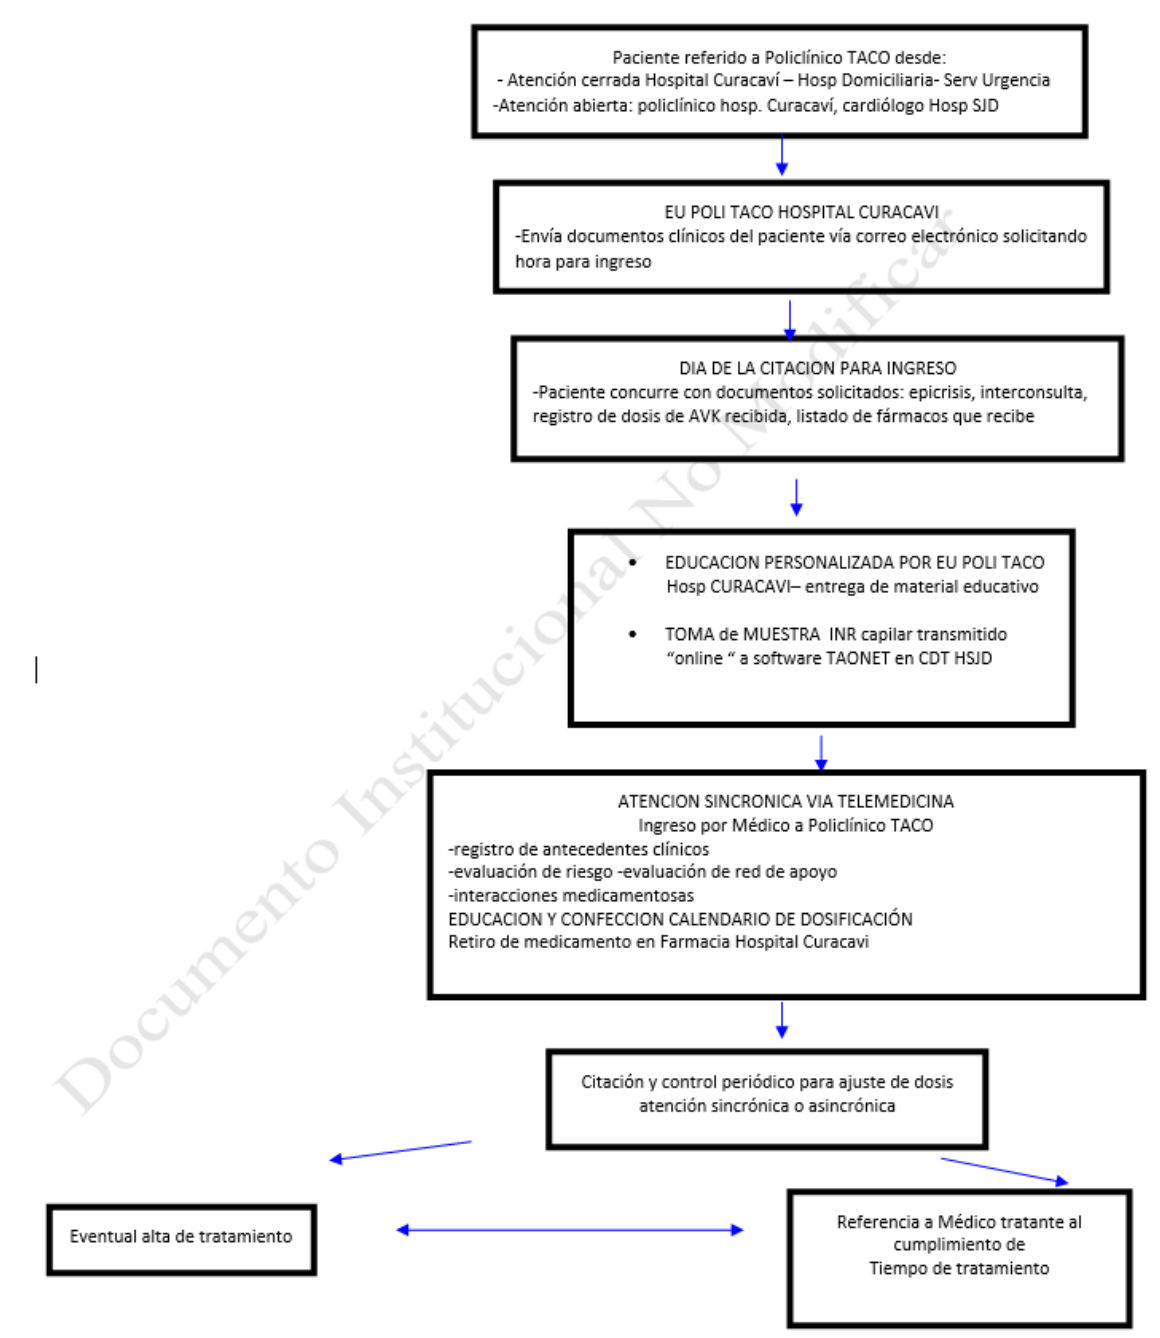 Paciente referido a Policlínico TACO desde:
- Atención cerrada Hospital Curacaví – Hosp Domiciliaria- Serv Urgencia
-Atención abierta: policlínico hosp. Curacaví, cardiólogo Hosp SJD
EU POLI TACO HOSPITAL CURACAVI
-Envía documentos clínicos del paciente vía correo electrónico solicitando
hora para ingreso
DIA DE LA CITACION PARA INGRESO
-Paciente concurre con documentos solicitados: epicrisis, interconsulta,
registro de dosis de AVK recibida, listado de fármacos que recibe
• EDUCACION PERSONALIZADA POR EU POLI TACO
Hosp CURACAVI– entrega de material educativo
• TOMA de MUESTRA INR capilar transmitido
“online “ a software TAONET en CDT HSJD
ATENCION SINCRONICA VIA TELEMEDICINA
Ingreso por Médico a Policlínico TACO
-registro de antecedentes clínicos
-evaluación de riesgo -evaluación de red de apoyo
-interacciones medicamentosas
EDUCACION Y CONFECCION CALENDARIO DE DOSIFICACIÓN
Retiro de medicamento en Farmacia Hospital Curacavi
Citación y control periódico para ajuste de dosis
atención sincrónica o asincrónica
Eventual alta de tratamiento
Referencia a Médico tratante al
cumplimiento de
Tiempo de tratamiento
Documento Institucional No Modificar